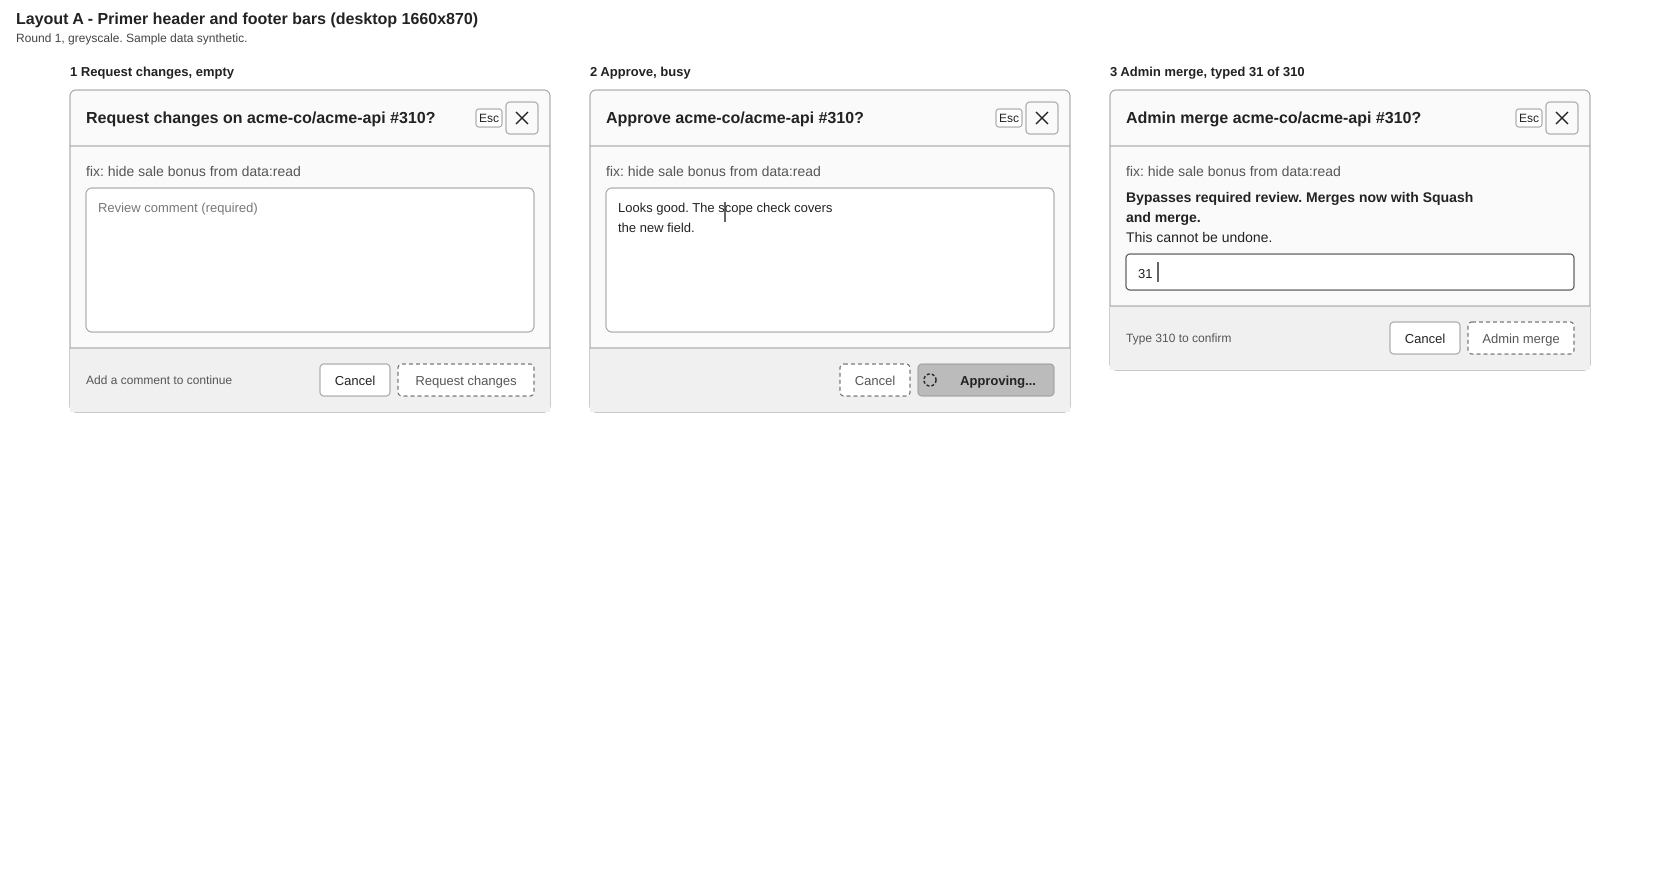 Layout A - Primer header and footer bars (desktop 1660x870)
Round 1, greyscale. Sample data synthetic.
1 Request changes, empty
Request changes on acme-co/acme-api #310?
Esc
fix: hide sale bonus from data:read
Review comment (required)
Add a comment to continue
Cancel
Request changes
2 Approve, busy
Approve acme-co/acme-api #310?
Esc
fix: hide sale bonus from data:read
Looks good. The scope check covers
the new field.
Cancel
Approving...
3 Admin merge, typed 31 of 310
Admin merge acme-co/acme-api #310?
Esc
fix: hide sale bonus from data:read
Bypasses required review. Merges now with Squash
and merge.
This cannot be undone.
31
Type 310 to confirm
Cancel
Admin merge